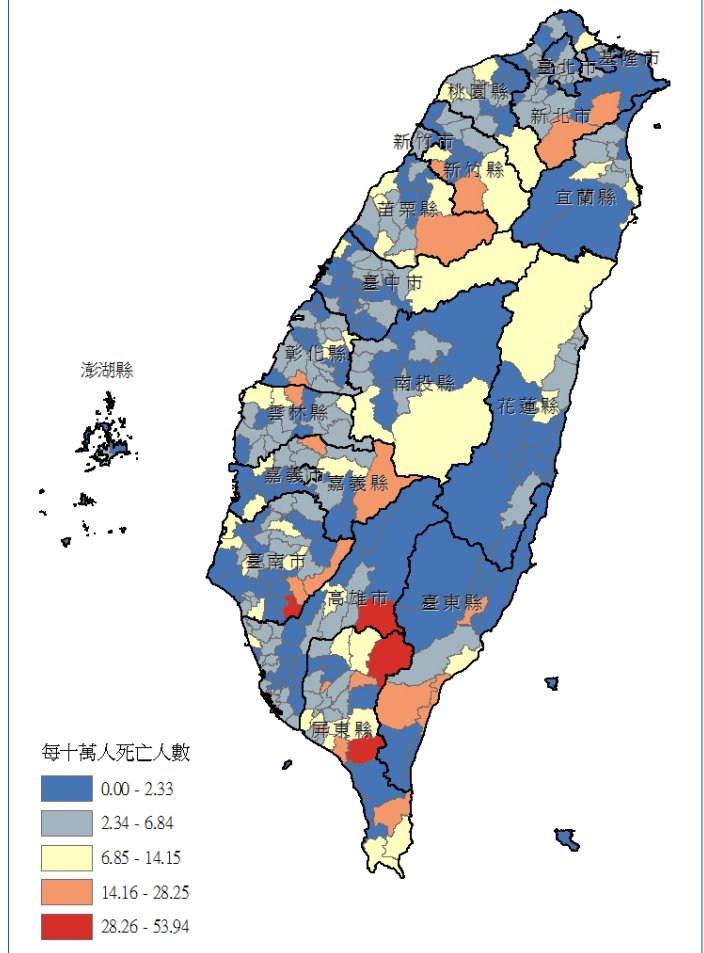 基隆市
臺北市
桃園縣
新北市
新竹市
新竹縣
宜蘭縣
苗栗縣
臺中市
彰化縣
澎湖縣
南投縣
花蓮縣
雲林縣
嘉義市
嘉義縣
臺南市
高雄市
臺東縣
屏東縣
每十萬人死亡人數
0.00 - 2.33
2.34 - 6.84
6.85 - 14.15
14.16 - 28.25
28.26 - 53.94